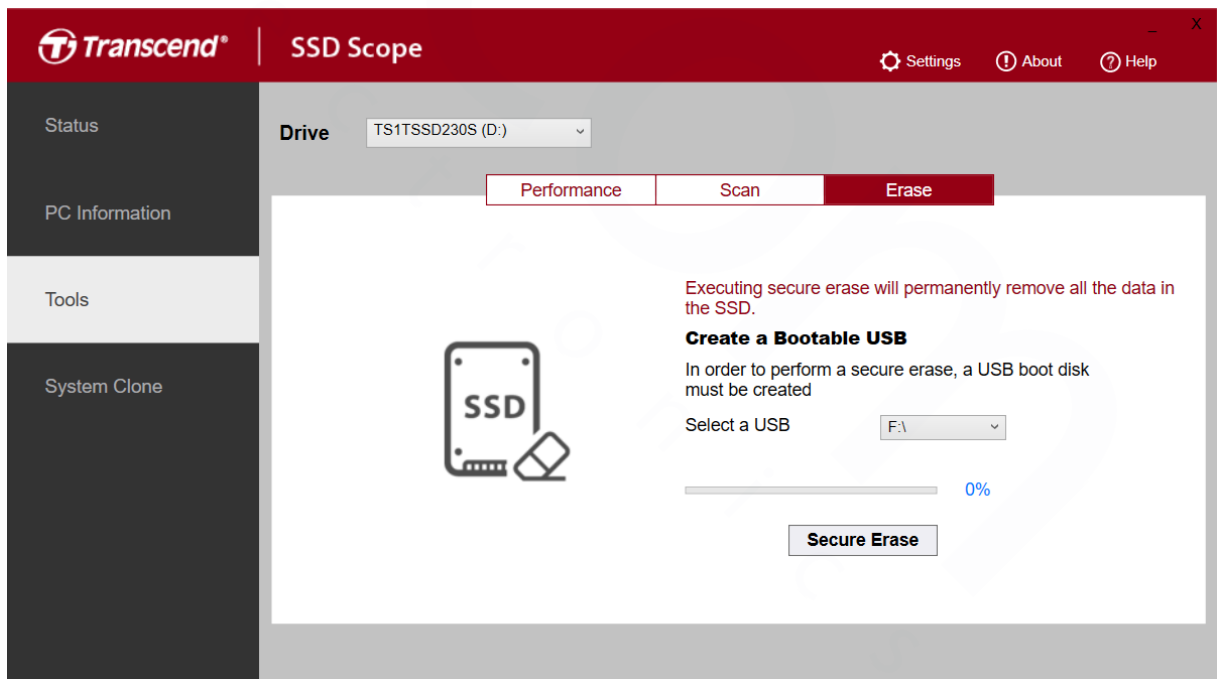 Transcend® SSD Scope
_ X
Settings About Help
Status
PC Information
Tools
System Clone
Drive TS1TSSD230S (D:)
Performance Scan Erase
SSD
Executing secure erase will permanently remove all the data in
the SSD.
Create a Bootable USB
In order to perform a secure erase, a USB boot disk
must be created
Select a USB F:\
0%
Secure Erase